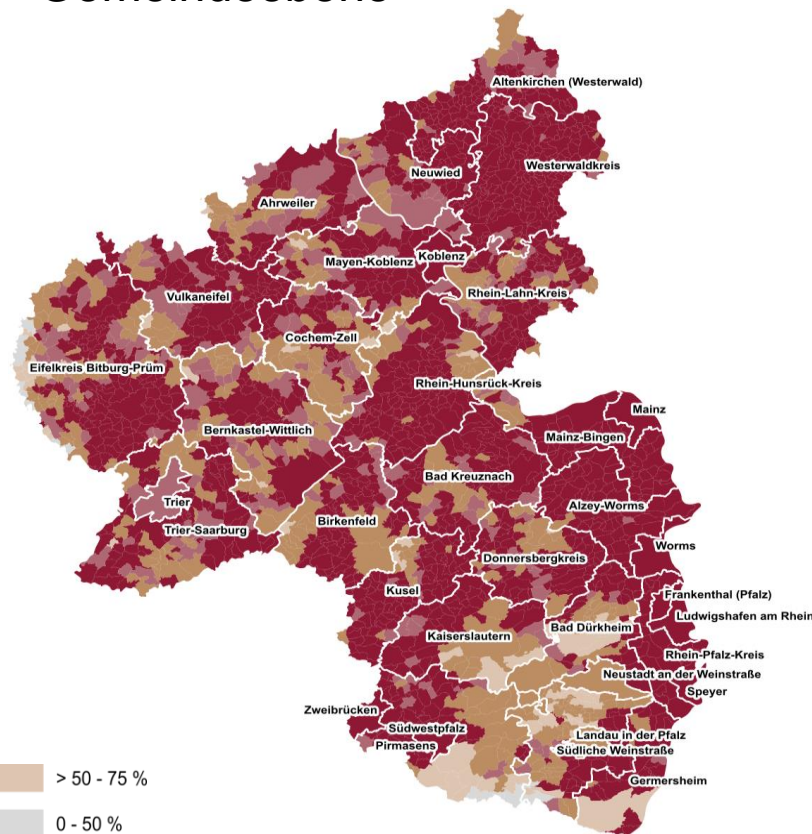 Gemeindeebene
Altenkirchen (Westerwald)
Neuwied
Westerwaldkreis
Ahrweiler
Koblenz
Mayen-Koblenz
Vulkaneifel
Rhein-Lahn-Kreis
Cochem-Zell
Eifelkreis Bitburg-Prüm
Rhein-Hunsrück-Kreis
Mainz
Bernkastel-Wittlich
Mainz-Bingen
Bad Kreuznach
Trier
Alzey-Worms
Birkenfeld
Trier-Saarburg
Worms
Donnersbergkreis
Kusel
Frankenthal (Pfalz)
Ludwigshafen am Rhein
Bad Dürkheim
Kaiserslautern
Rhein-Pfalz-Kreis
Neustadt an der Weinstraße
Speyer
Zweibrücken
Südwestpfalz
Landau in der Pfalz
Pirmasens
Südliche Weinstraße
Germersheim
> 50 - 75 %
0 - 50 %